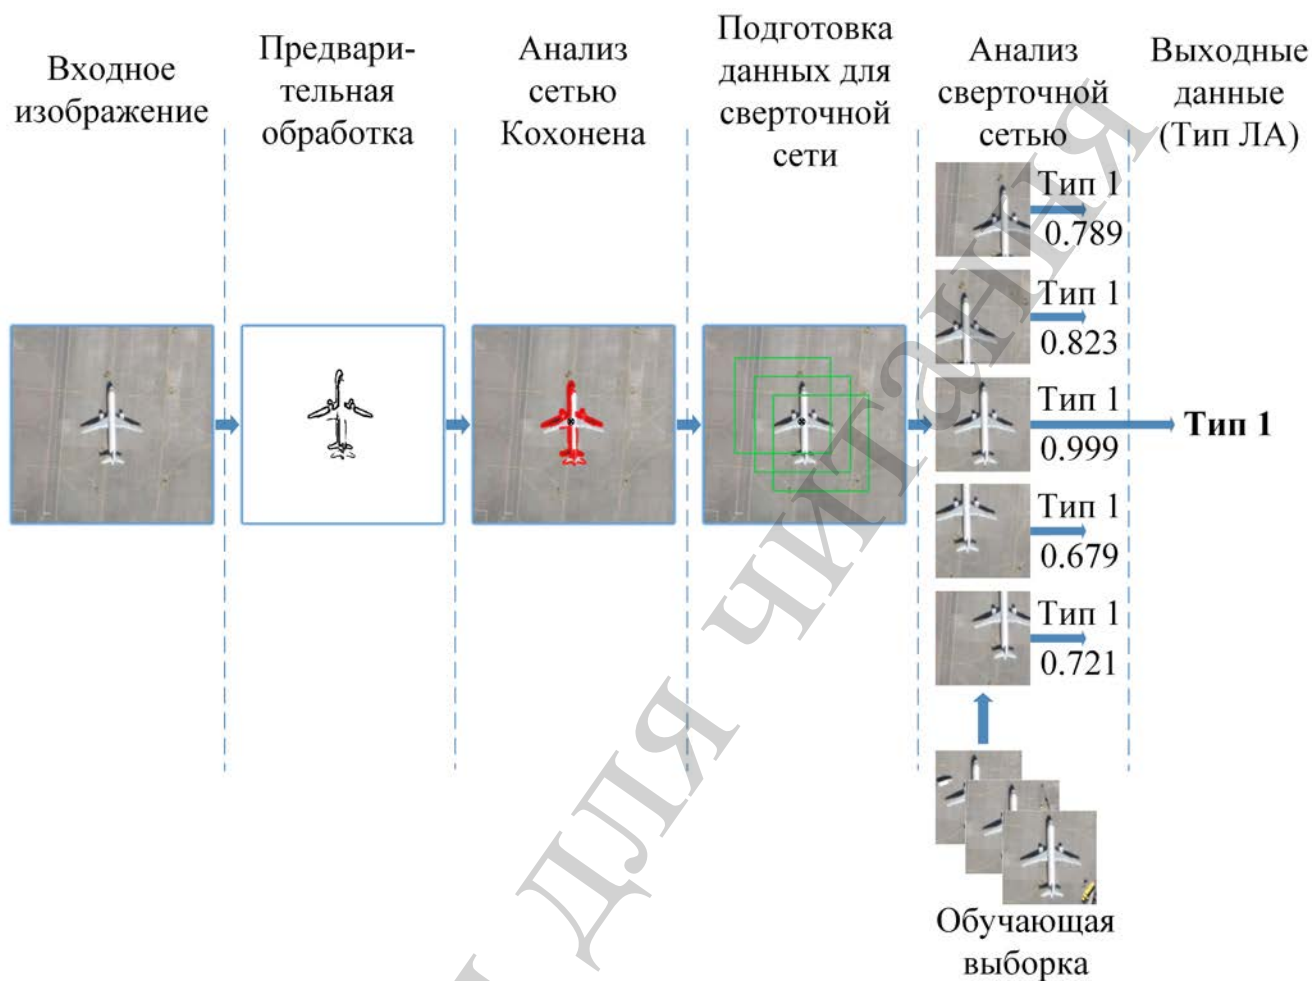 Входное
изображение
Предвари-
тельная
обработка
Анализ
сетью
Кохонена
Подготовка
данных для
сверточной
сети
Анализ
сверточной
сетью
Выходные
данные
(Тип ЛА)
Тип 1
0.789
Тип 1
0.823
Тип 1
0.999
Тип 1
Тип 1
0.679
Тип 1
0.721
Обучающая
выборка
для читання